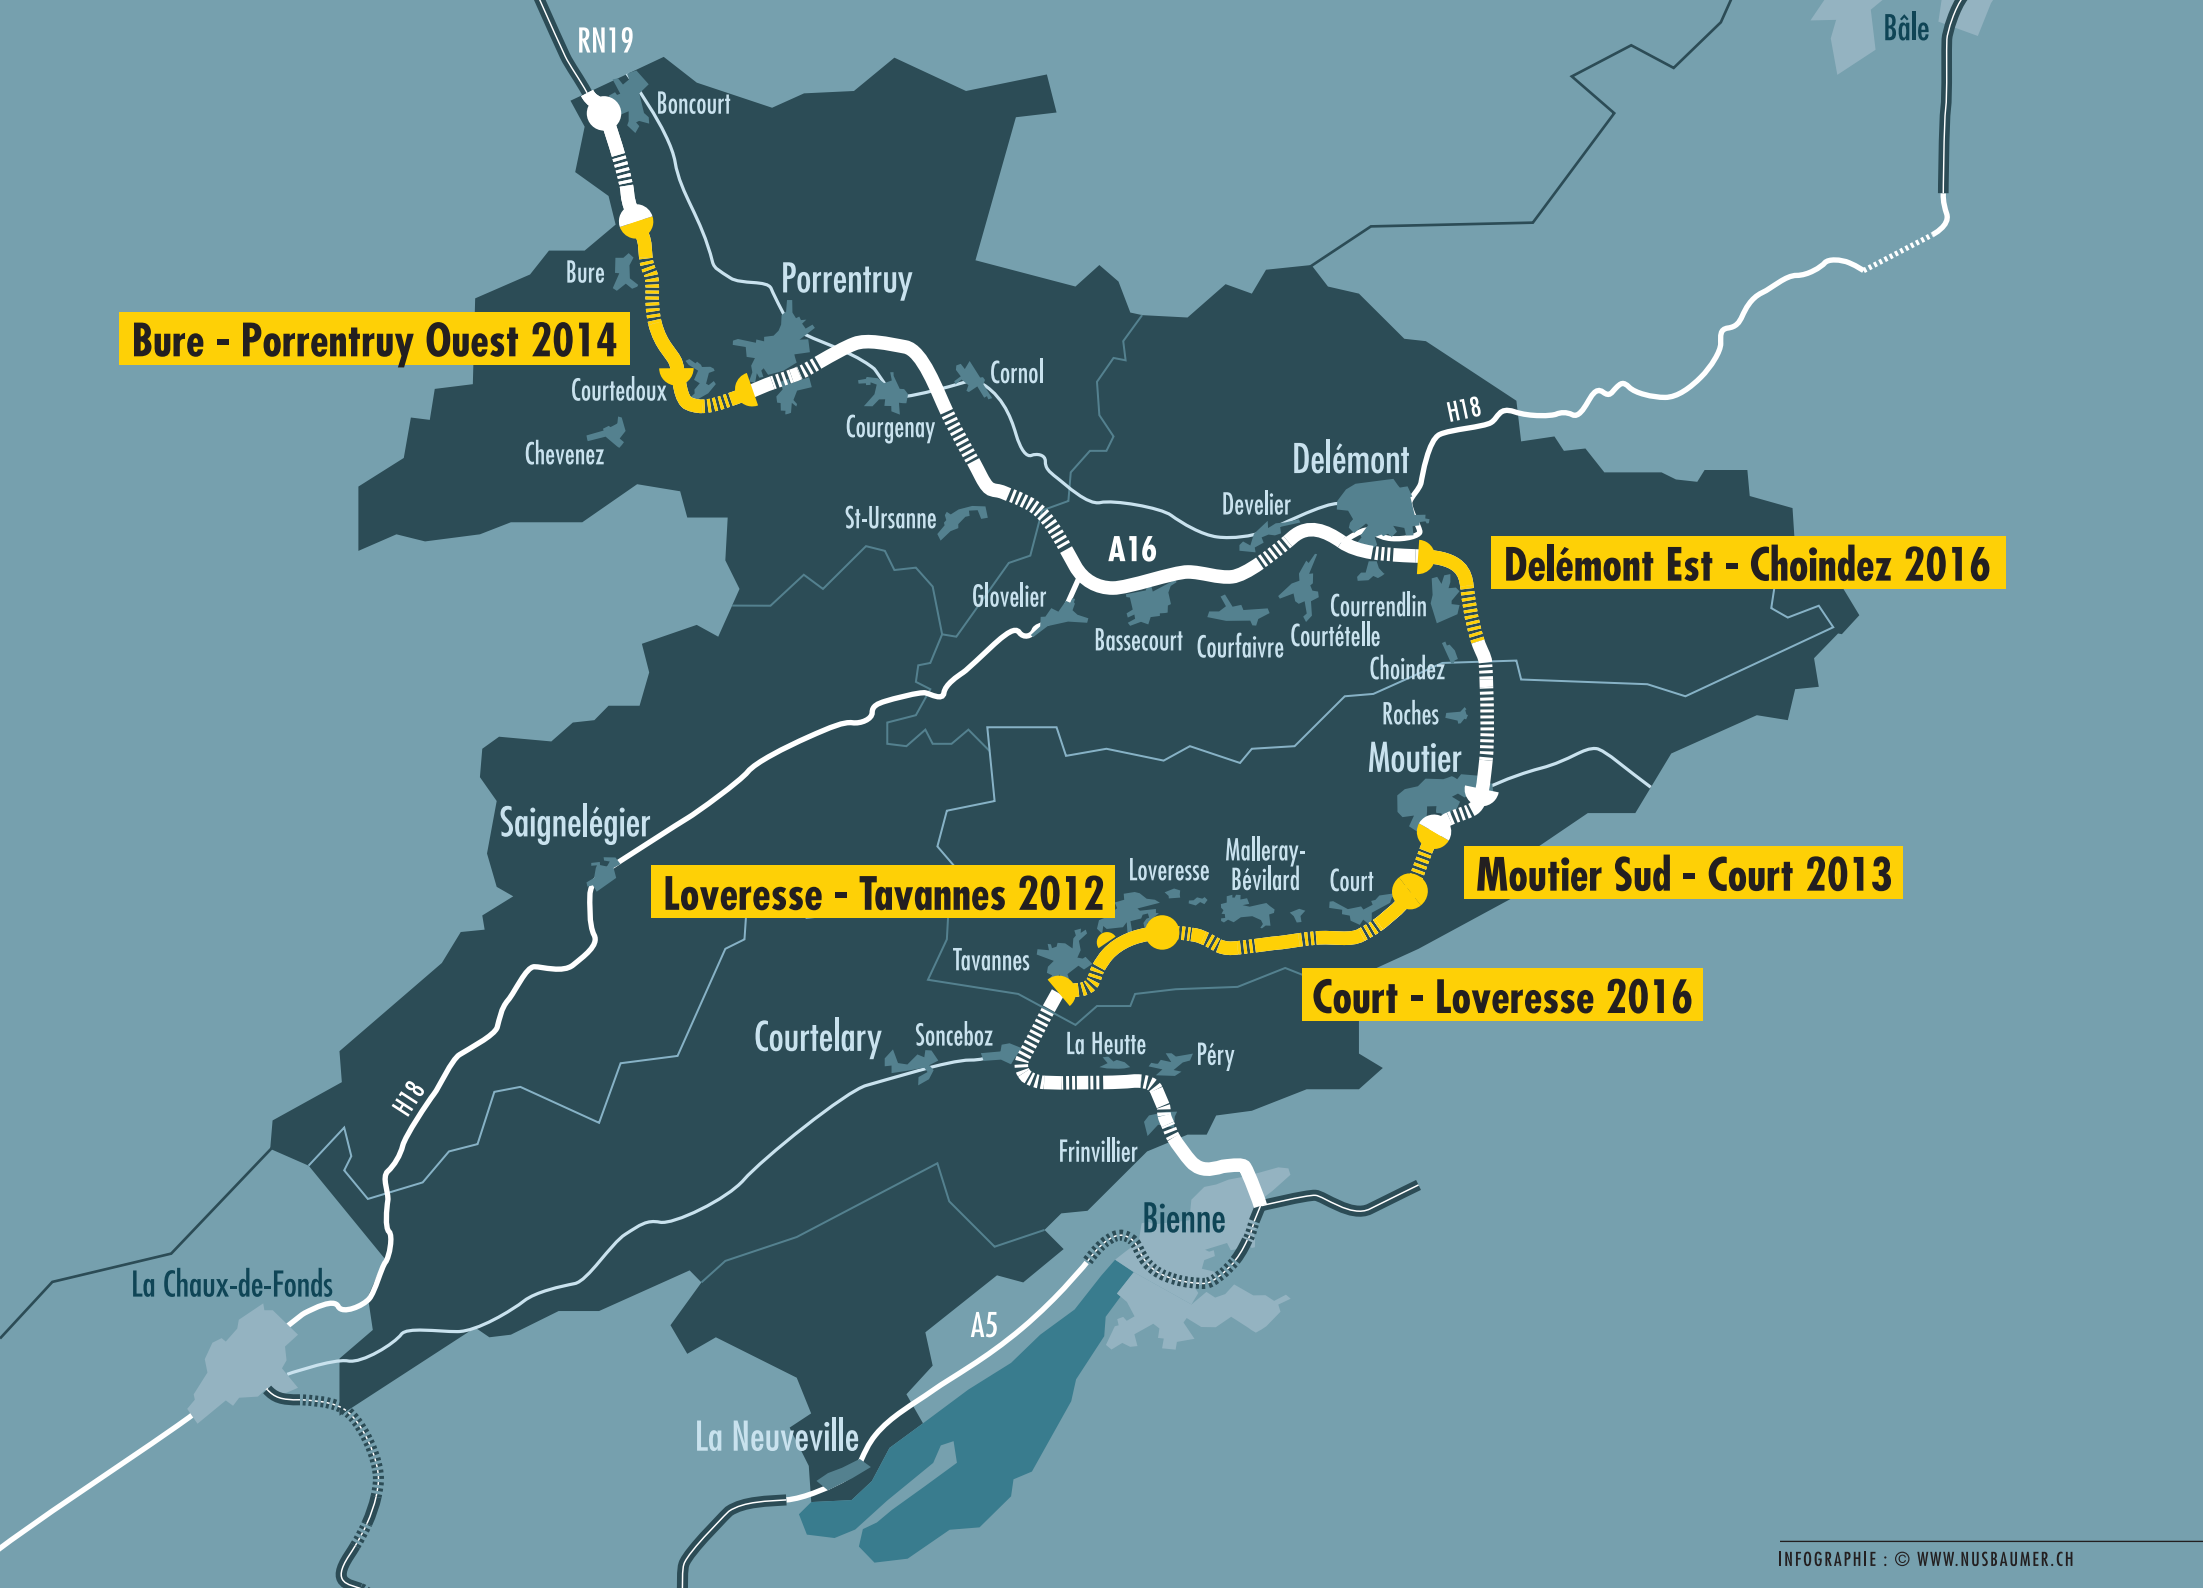 RN19
Bâle
Boncourt
Bure
Porrentruy
Bure - Porrentruy Ouest 2014
Courtedoux
Cornol
Courgenay
Chevenez
H18
Delémont
Develier
St-Ursanne
A16
Delémont Est - Choindez 2016
Glovelier
Courrendlin
Bassecourt
Courfaivre
Courtételle
Choindez
Roches
Moutier
Saignelégier
Loveresse
Malleray-
Bévilard
Court
Moutier Sud - Court 2013
Loveresse - Tavannes 2012
Tavannes
Court - Loveresse 2016
Courtelary
Sonceboz
La Heutte
Péry
H18
Frinvillier
Bienne
La Chaux-de-Fonds
A5
La Neuveville
INFOGRAPHIE : © WWW.NUSBAUMER.CH